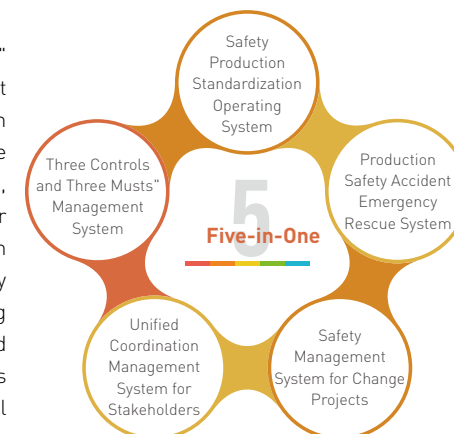 "
t
n
e
,
r
n
y
g
d
s
l
Safety
Production
Standardization
Operating
System
Production
Safety Accident
Emergency
Rescue System
Safety
Management
System for Change
Projects
Unified
Coordination
Management
System for
Stakeholders
Three Controls
and Three Musts"
Management
System
5
Five-in-One